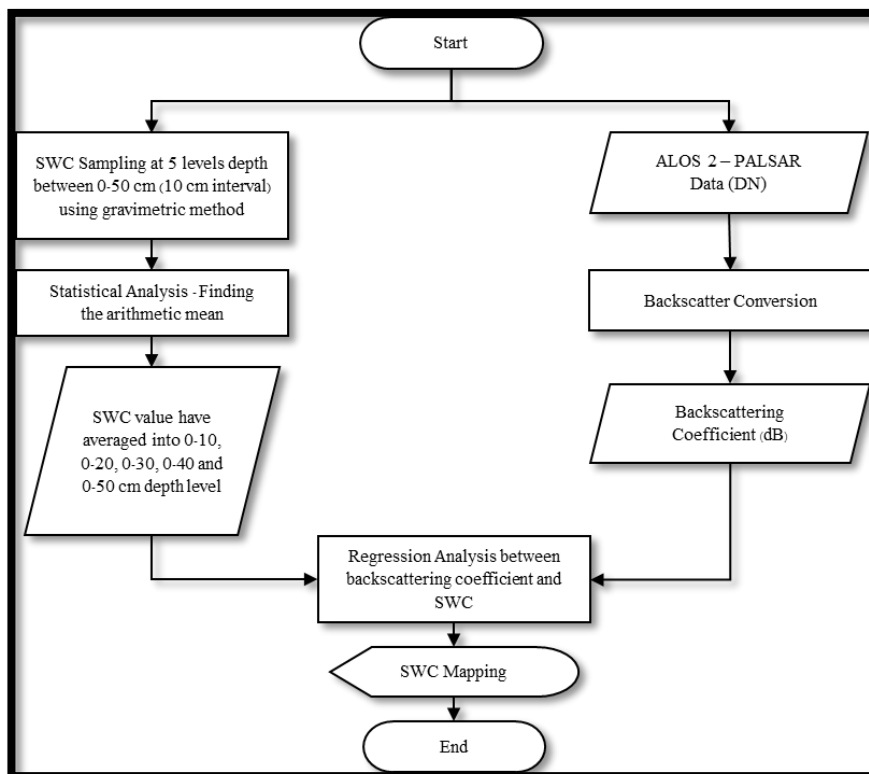 Start
SWC Sampling at 5 levels depth
between 0-50 cm (10 cm interval)
using gravimetric method
Statistical Analysis -Finding
the arithmetic mean
SWC value have
averaged into 0-10,
0-20, 0-30, 0-40 and
0-50 cm depth level
ALOS 2 – PALSAR
Data (DN)
Backscatter Conversion
Backscattering
Coefficient (dB)
Regression Analysis between
backscattering coefficient and
SWC
SWC Mapping
End